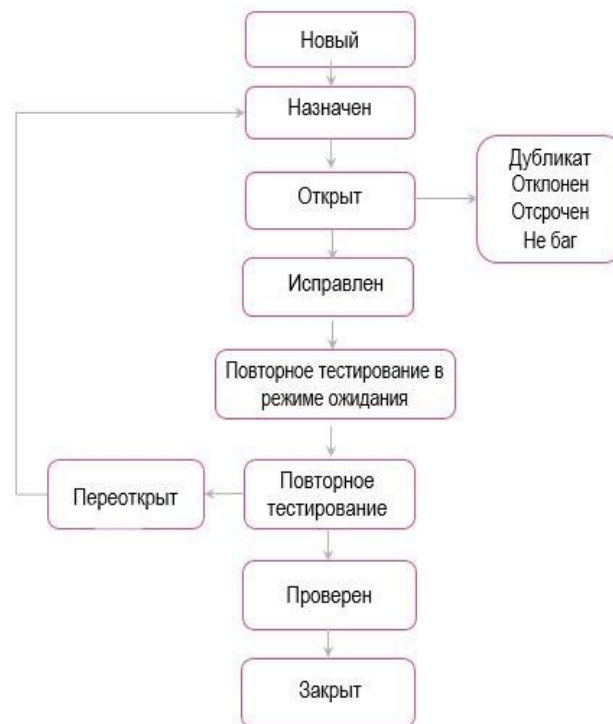 Новый
Назначен
Открыт
Дубликат
Отклонен
Отсрочен
Не баг
Исправлен
Повторное тестирование в
режиме ожидания
Переоткрыт
Повторное
тестирование
Проверен
Закрыт